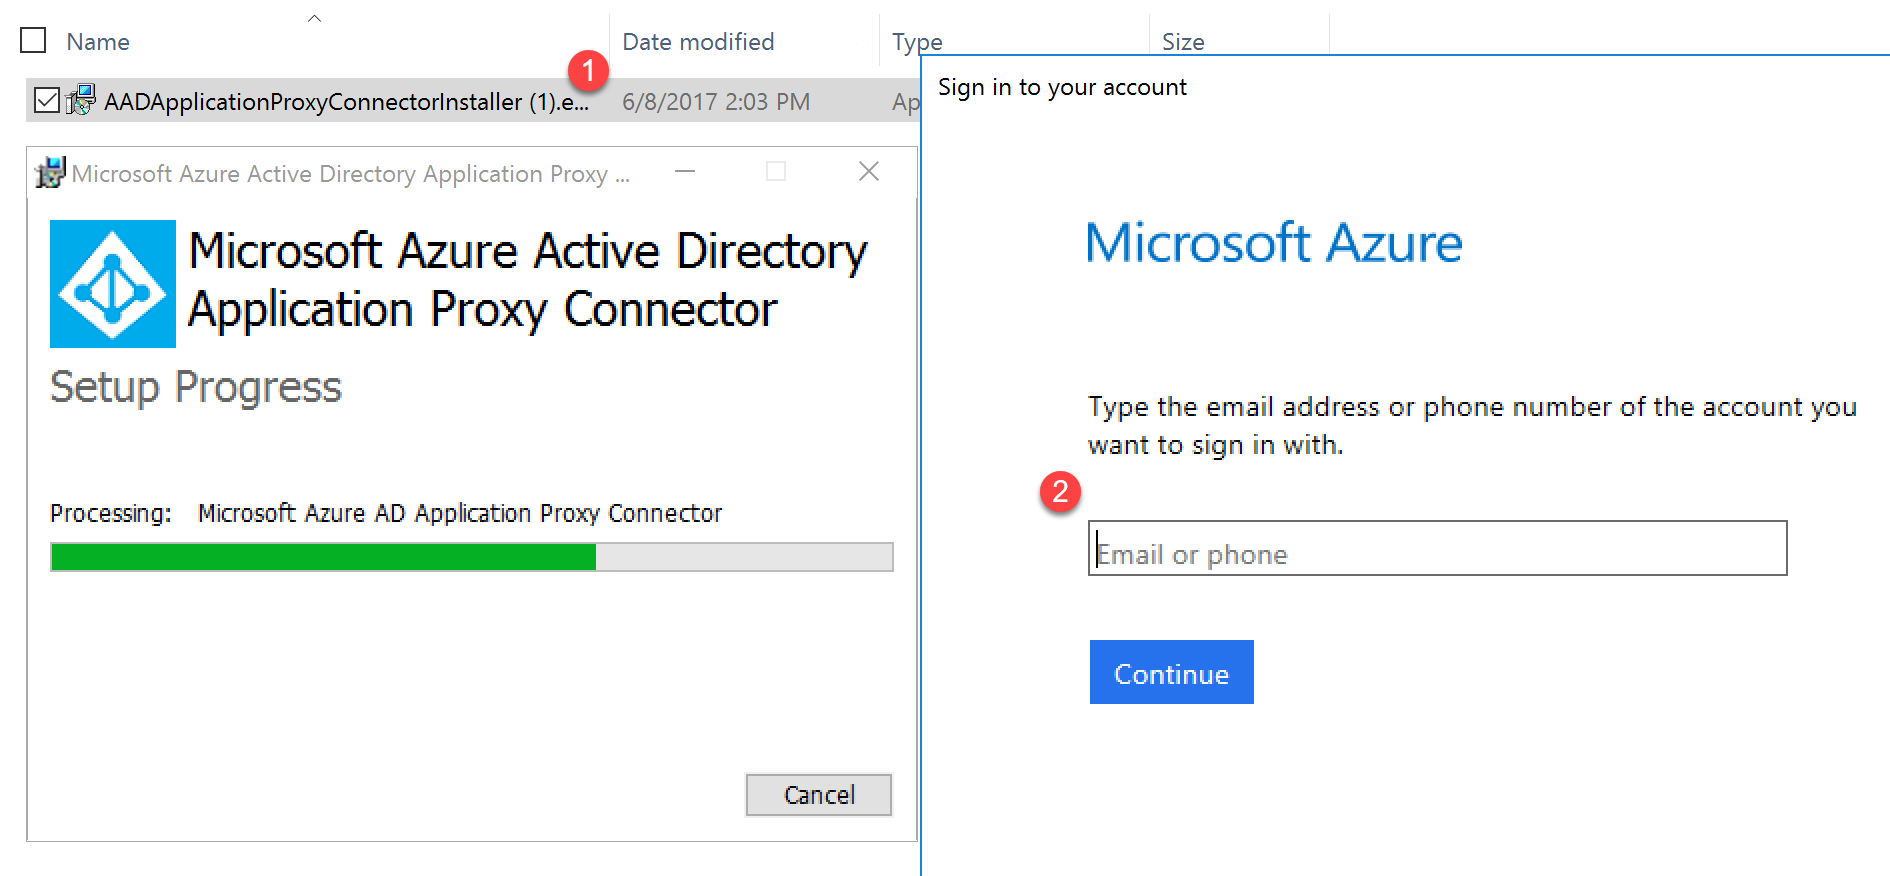 Name
Date modified
Type
Size
1
AADApplicationProxyConnectorInstaller (1).e...
6/8/2017 2:03 PM
Ap
Microsoft Azure Active Directory Application Proxy ...
Microsoft Azure Active Directory
Application Proxy Connector
Setup Progress
Processing: Microsoft Azure AD Application Proxy Connector
Cancel
Sign in to your account
Microsoft Azure
Type the email address or phone number of the account you
want to sign in with.
2
Email or phone
Continue